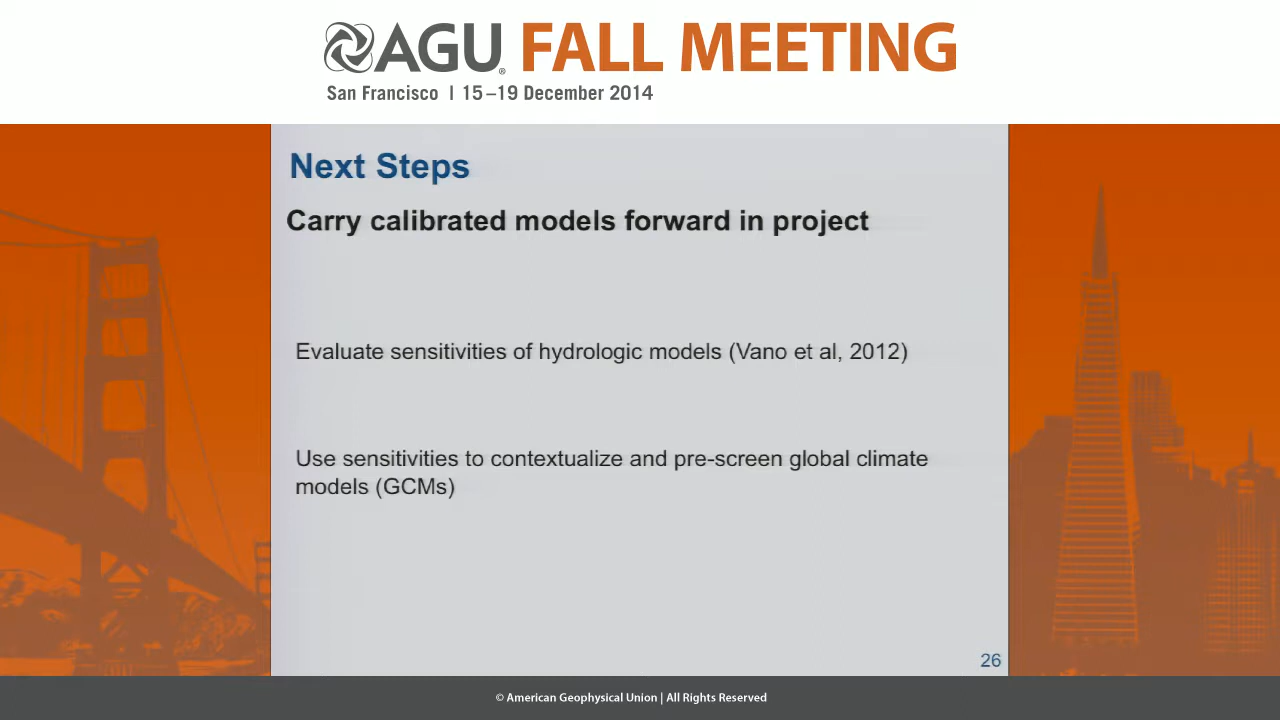 AGU® FALL MEETING
San Francisco | 15–19 December 2014
Next Steps
Carry calibrated models forward in project
Evaluate sensitivities of hydrologic models (Vano et al, 2012)
Use sensitivities to contextualize and pre-screen global climate
models (GCMs)
26
© American Geophysical Union | All Rights Reserved